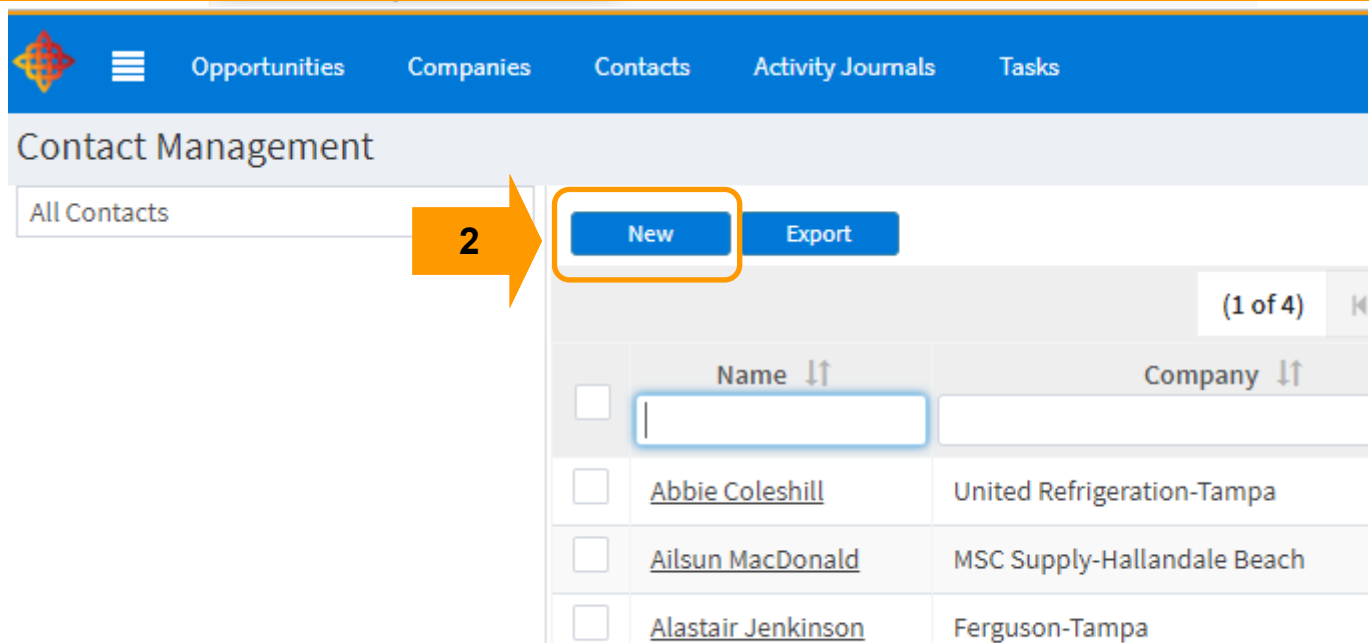 Opportunities Companies Contacts Activity Journals Tasks
Contact Management
All Contacts
2
New Export
(1 of 4)
Name Company
Abbie Coleshill United Refrigeration-Tampa
Ailsun MacDonald MSC Supply-Hallandale Beach
Alastair Jenkinson Ferguson-Tampa